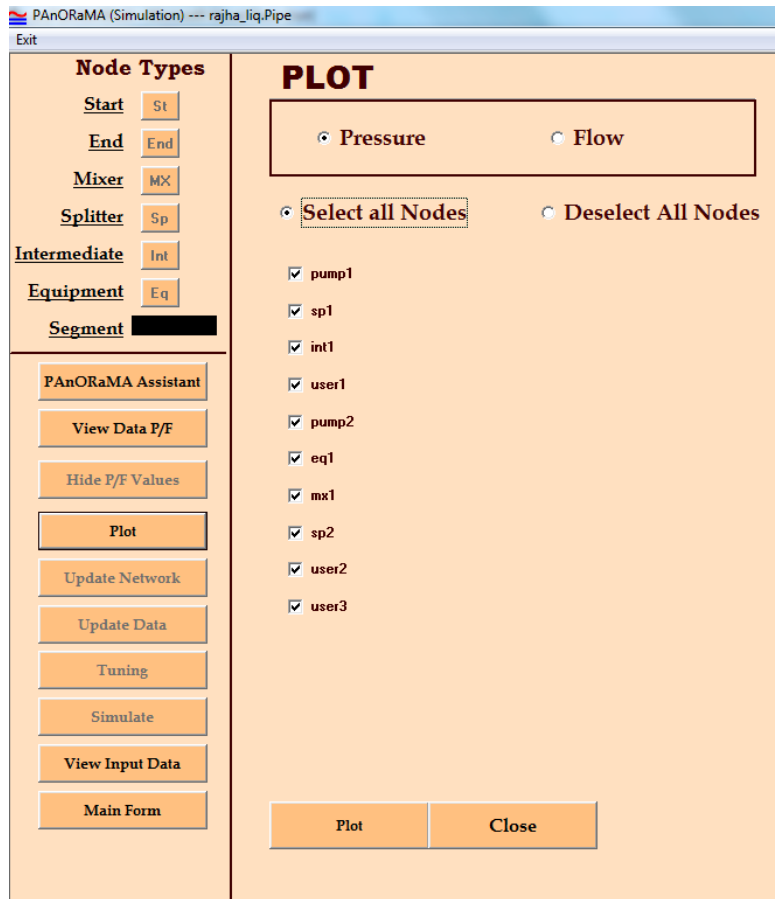 PAnORaMA (Simulation) --- rajha_liq.Pipe
Exit
Node Types
Start St
End End
Mixer MX
Splitter Sp
Intermediate Int
Equipment Eq
Segment
PAnORaMA Assistant
View Data P/F
Hide P/F Values
Plot
Update Network
Update Data
Tuning
Simulate
View Input Data
Main Form
PLOT
Pressure Flow
Select all Nodes Deselect All Nodes
pump1
sp1
int1
user1
pump2
eq1
mx1
sp2
user2
user3
Plot Close